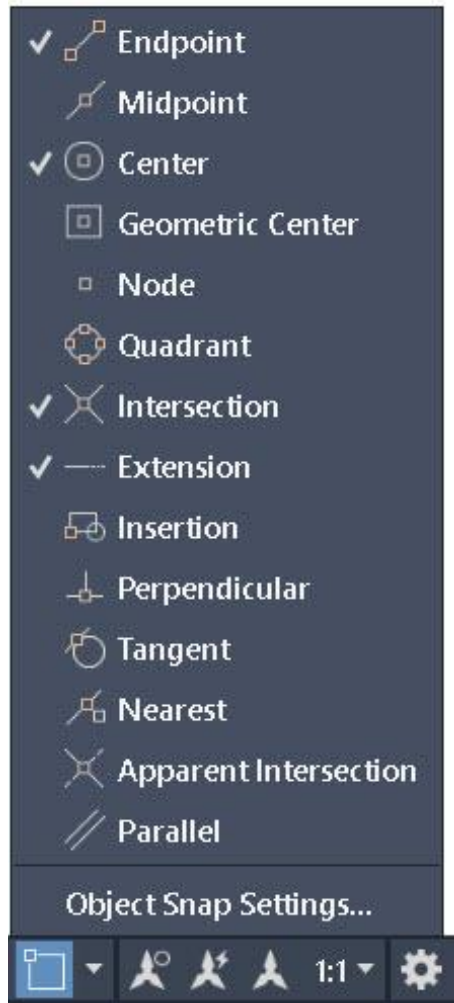 Endpoint
Midpoint
Center
Geometric Center
Node
Quadrant
Intersection
Extension
Insertion
Perpendicular
Tangent
Nearest
Apparent Intersection
Parallel
Object Snap Settings...
1:1